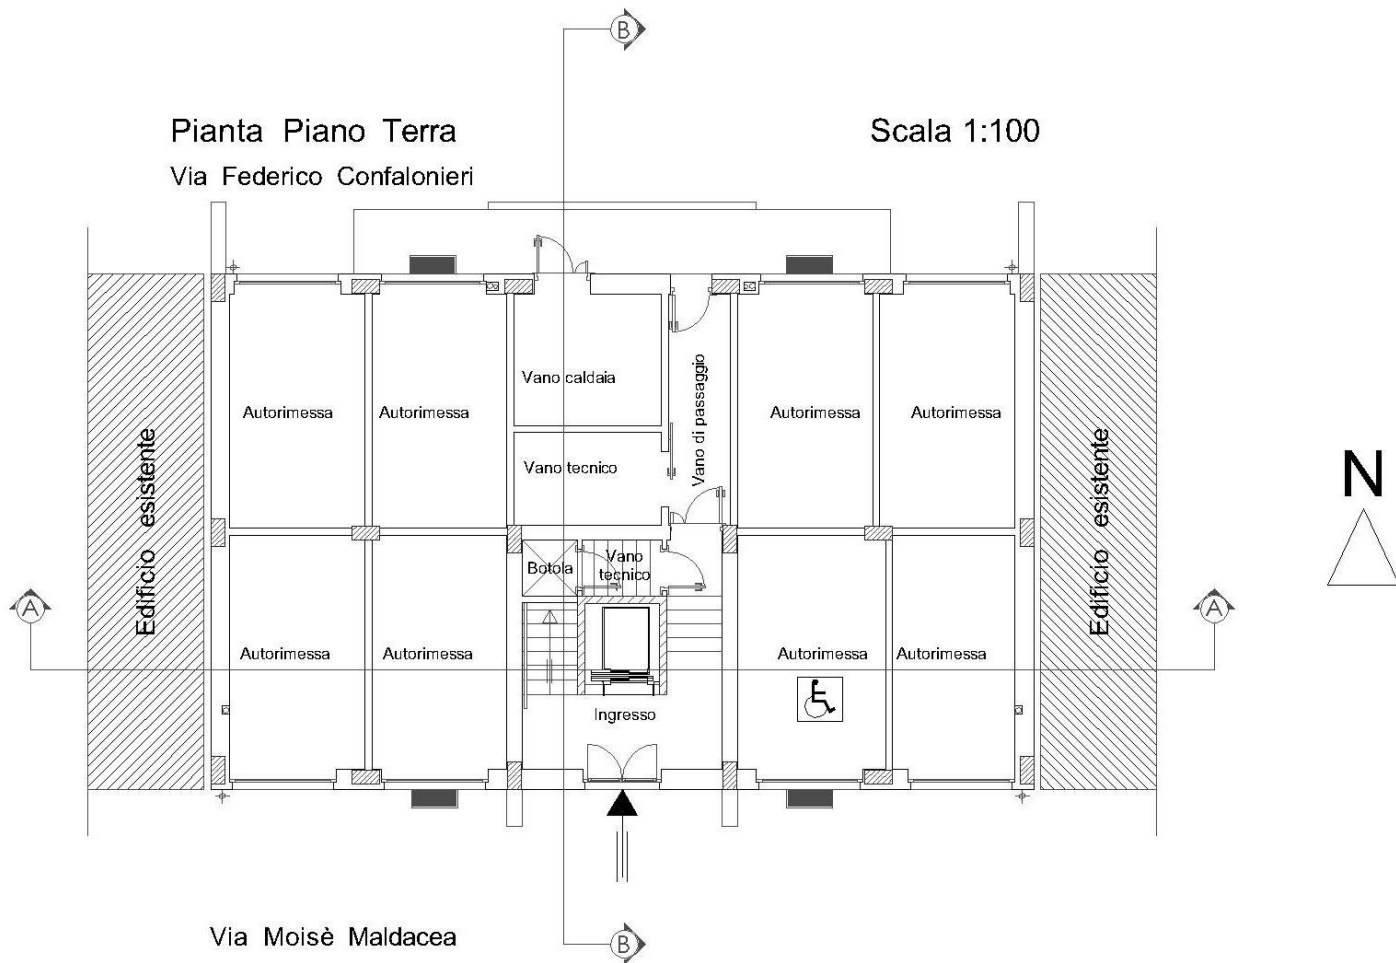 B
Pianta Piano Terra
Scala 1:100
Via Federico Confalonieri
Vano caldaia
Vano di passaggio
Autorimessa
Autorimessa
Autorimessa
Autorimessa
Edificio esistente
Edificio esistente
N
Vano tecnico
Botola
Vano
tecnico
A
A
Autorimessa
Autorimessa
Autorimessa
Autorimessa
Ingresso
Via Moisè Maldacea
B